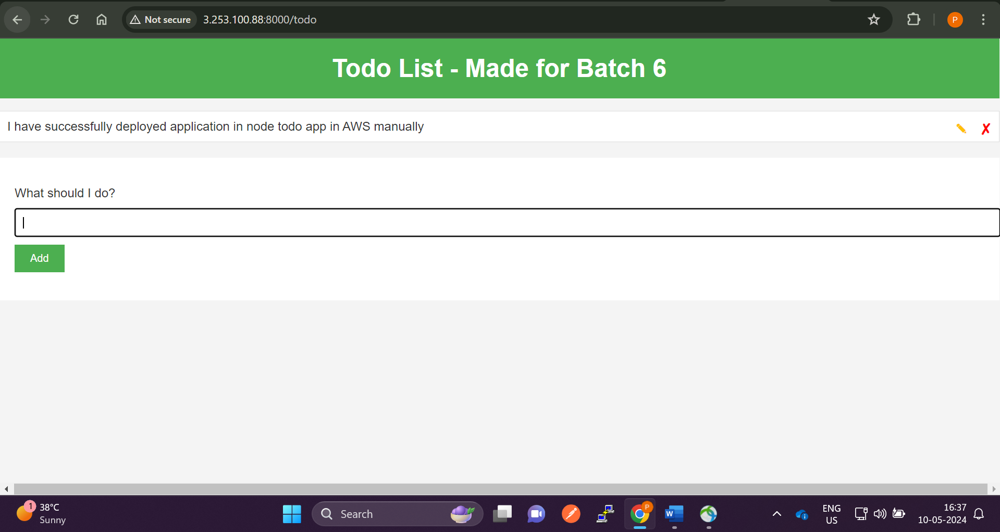 Not secure
3.253.100.88:8000/todo
P
Todo List - Made for Batch 6
I have successfully deployed application in node todo app in AWS manually
What should I do?
Add
1
38°C
Sunny
Search
P
W
ENG
US
16:37
10-05-2024